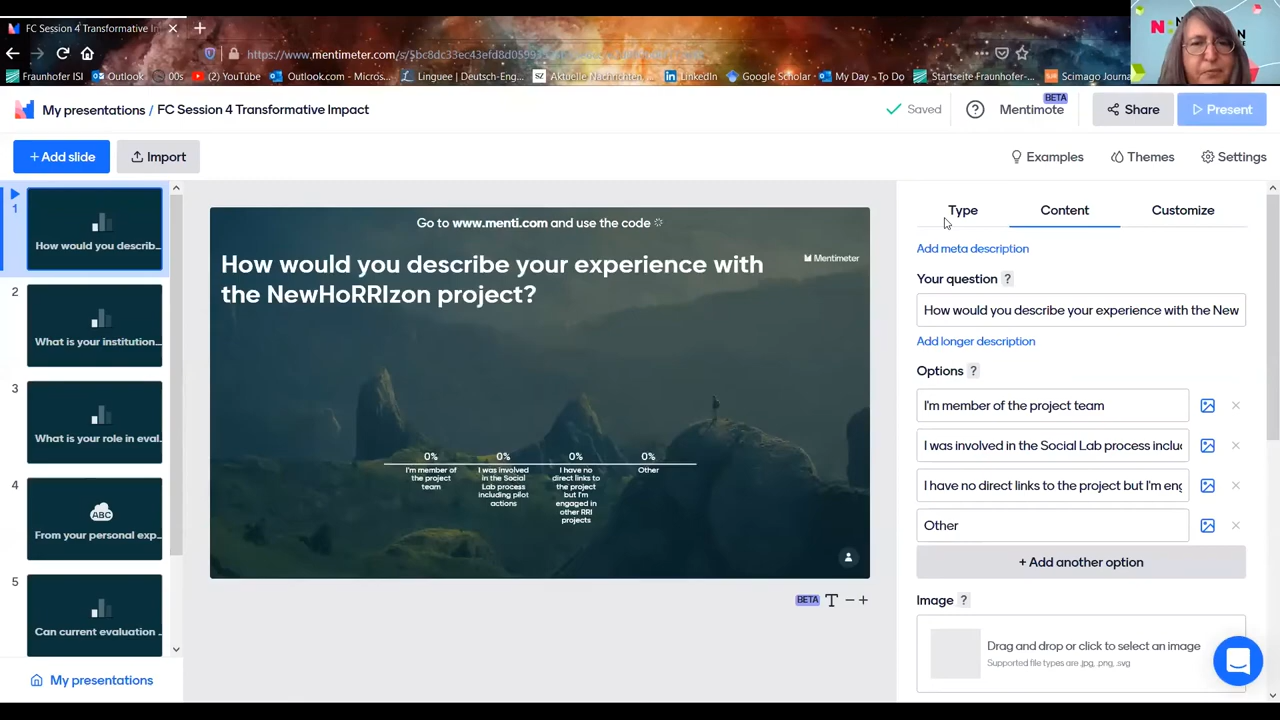 FC Session 4 Transformative Im
https://www.mentimeter.com/s/5bc8dc33ec43efd8d0599
Fraunhofer ISI
Outlook
00s
(2) YouTube
Outlook.com - Micros...
Linguee | Deutsch-Eng...
Aktuelle Nachrichten
LinkedIn
Google Scholar
My Day - To Do
Startseite Fraunhofer-...
Scimago Journa
My presentations / FC Session 4 Transformative Impact
Saved
Mentimote
BETA
Share
Present
+ Add slide
Import
Examples
Themes
Settings
1
How would you describ...
2
What is your institution...
3
What is your role in eval...
4
ABC
From your personal exp...
5
Can current evaluation ...
My presentations
Go to www.menti.com and use the code
How would you describe your experience with
the NewHoRRIzon project?
Mentimeter
0%
I'm member of
the project
team
0%
I was involved
in the Social
Lab process
including pilot
actions
0%
I have no
direct links to
the project
but I'm
engaged in
other RRI
projects
0%
Other
BETA
T
Type
Content
Customize
Add meta description
Your question ?
How would you describe your experience with the New
Add longer description
Options ?
I'm member of the project team
I was involved in the Social Lab process incluc
I have no direct links to the project but I'm eng
Other
+ Add another option
Image ?
Drag and drop or click to select an image
Supported file types are .jpg, .png, .svg